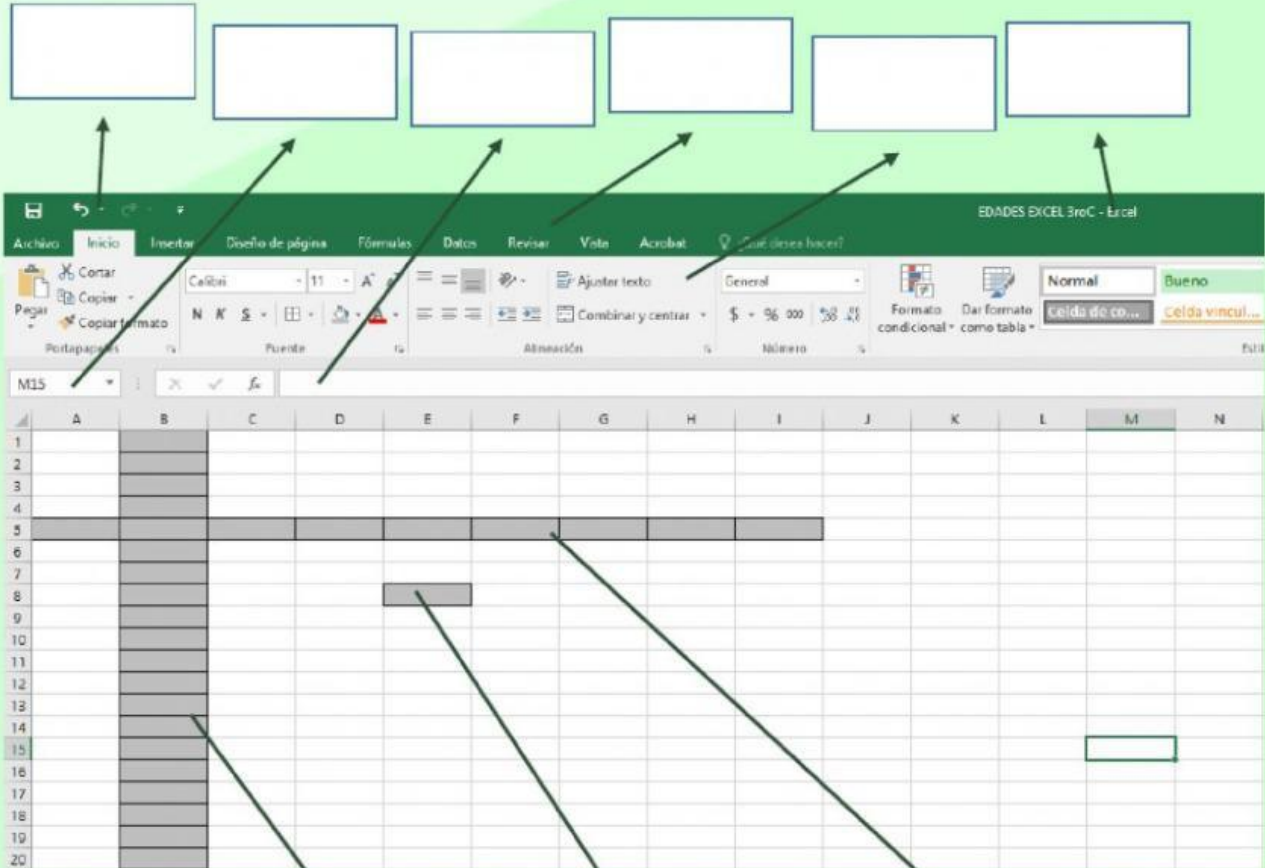 EDADES EXCEL 3roC - Excel
Archivo Inicio Insertar Diseño de página Fórmulas Datos Revisar Vista Acrobat ¿Qué desea hacer?
Cortar
Copiar
Copiar formato
Pegar
Portapapeles
Calibri 11 A A
N K S A
Fuente
Ajustar texto
Combinar y centrar
Alineación
General
$ % 000
Número
Formato condicional
Dar formato como tabla
Normal Bueno
Celda de co... Celda vincul...
M15 fx
A B C D E F G H I J K L M N
1
2
3
4
5
6
7
8
9
10
11
12
13
14
15
16
17
18
19
20